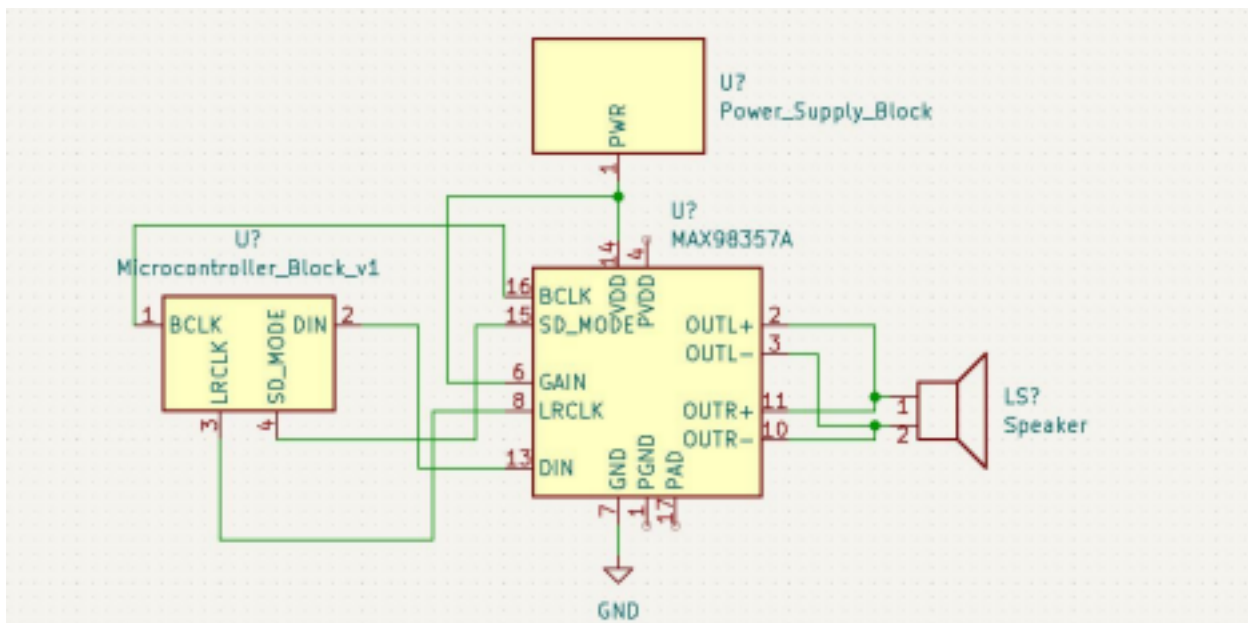 PWR
1
U?
Power_Supply_Block
U?
MAX98357A
14
4
VDD
PVDD
U?
Microcontroller_Block_v1
1
BCLK
DIN
2
LRCLK
SD_MODE
3
4
16
BCLK
15
SD_MODE
6
GAIN
8
LRCLK
13
DIN
OUTL+
2
OUTL-
3
OUTR+
11
OUTR-
10
GND
PGND
PAD
7
1
17
1
2
LS?
Speaker
GND